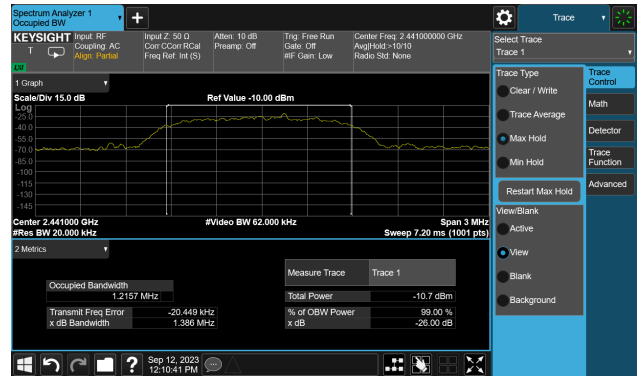 Spectrum Analyzer 1
Occupied BW
Trace
KEYSIGHT
Input: RF
Coupling: AC
Align: Partial
Input Z: 50 Ω
Corr CCorr RCal
Freq Ref: Int (S)
Atten: 10 dB
Preamp: Off
Trig: Free Run
Gate: Off
#IF Gain: Low
Center Freq: 2.441000000 GHz
Avg|Hold:>10/10
Radio Std: None
T
LXI
1 Graph
Scale/Div 15.0 dB
Ref Value -10.00 dBm
Log
-25.0
-40.0
-55.0
-70.0
-85.0
-100
-115
-130
-145
Center 2.441000 GHz
#Video BW 62.000 kHz
Span 3 MHz
#Res BW 20.000 kHz
Sweep 7.20 ms (1001 pts)
2 Metrics
Measure Trace
Trace 1
Occupied Bandwidth
1.2157 MHz
Total Power
-10.7 dBm
Transmit Freq Error
-20.449 kHz
% of OBW Power
99.00 %
x dB Bandwidth
1.386 MHz
x dB
-26.00 dB
?
Sep 12, 2023
12:10:41 PM
Select Trace
Trace 1
Trace Type
Clear / Write
Trace Average
Max Hold
Min Hold
Restart Max Hold
View/Blank
Active
View
Blank
Background
Trace
Control
Math
Detector
Trace
Function
Advanced